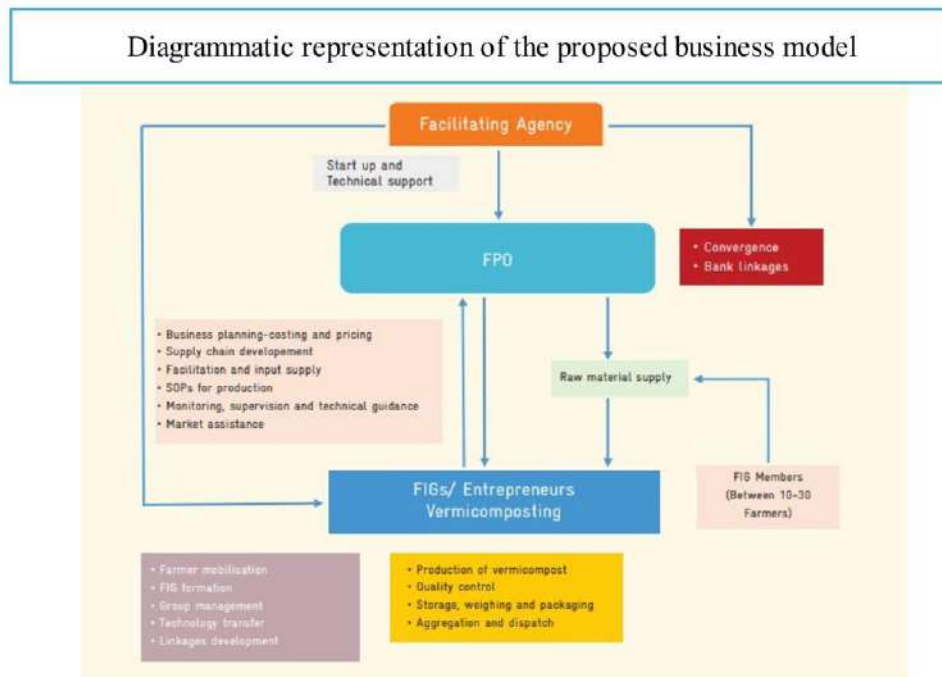 Diagrammatic representation of the proposed business model
Facilitating Agency
Start up and
Technical support
FPO
• Convergence
• Bank linkages
• Business planning-costing and pricing
• Supply chain developement
• Facilitation and input supply
• SOPs for production
• Monitoring, supervision and technical guidance
• Market assistance
Raw material supply
FIGs/ Entrepreneurs
Vermicomposting
FIG Members
(Between 10-30
Farmers)
• Farmer mobilisation
• FIG formation
• Group management
• Technology transfer
• Linkages development
• Production of vermicompost
• Quality control
• Storage, weighing and packaging
• Aggregation and dispatch